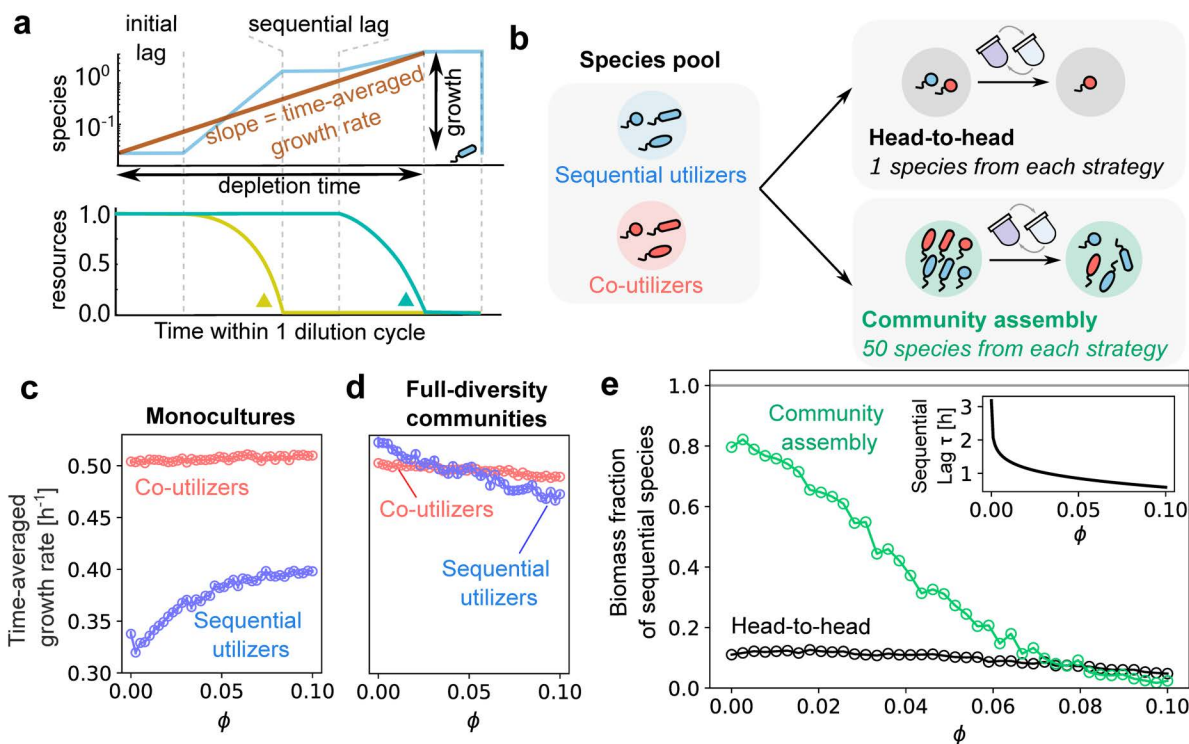 a
initial
lag
sequential lag
species
10⁰
10⁻¹
slope = time-averaged
growth rate
growth
depletion time
resources
1.0
0.5
0.0
Time within 1 dilution cycle
b
Species pool
Sequential utilizers
Co-utilizers
Head-to-head
1 species from each strategy
Community assembly
50 species from each strategy
c
Monocultures
Time-averaged
growth rate [h⁻¹]
0.50
0.45
0.40
0.35
0.30
Co-utilizers
Sequential
utilizers
0.00 0.05 0.10
ϕ
d
Full-diversity
communities
Co-utilizers
Sequential
utilizers
0.00 0.05 0.10
ϕ
e
Biomass fraction
of sequential species
1.0
0.8
0.6
0.4
0.2
0.0
Community
assembly
Head-to-head
0.00 0.02 0.04 0.06 0.08 0.10
ϕ
Sequential
Lag τ [h]
3
2
1
0.00 0.05 0.10
ϕ